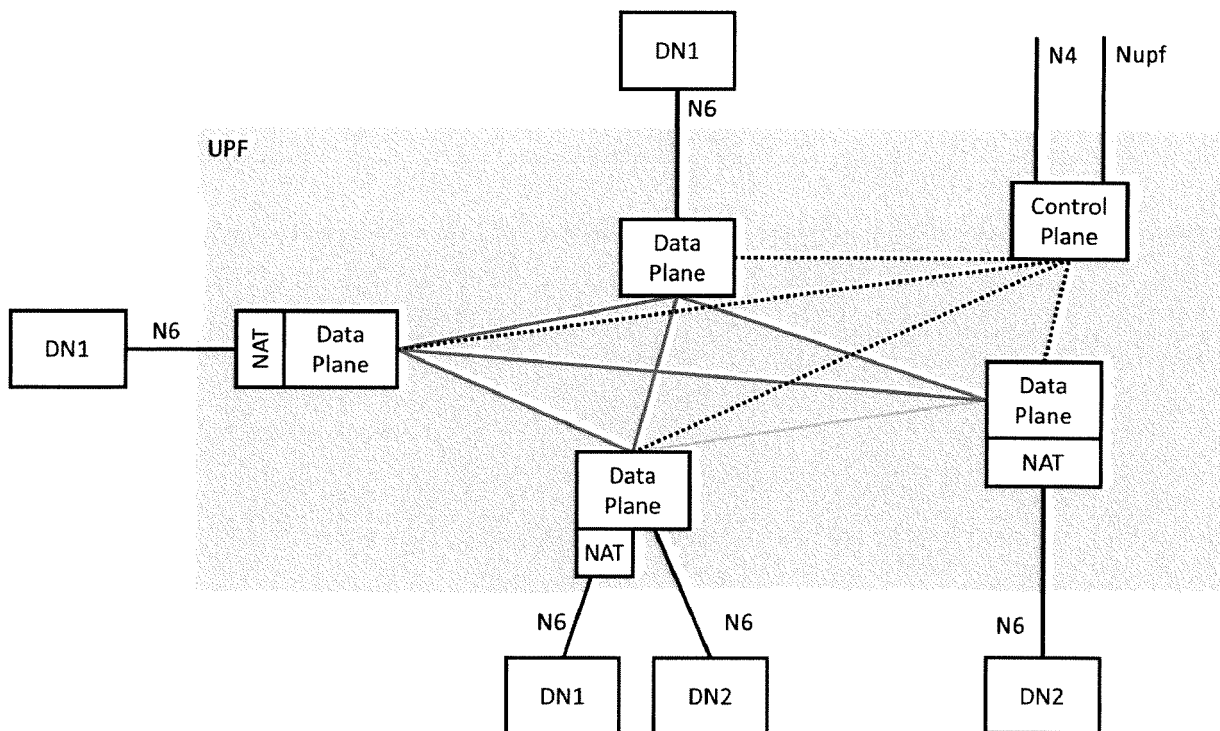 DN1
N4
Nupf
N6
UPF
Control
Plane
Data
Plane
N6
DN1
NAT
Data
Plane
Data
Plane
NAT
Data
Plane
NAT
N6
N6
N6
DN1
DN2
DN2